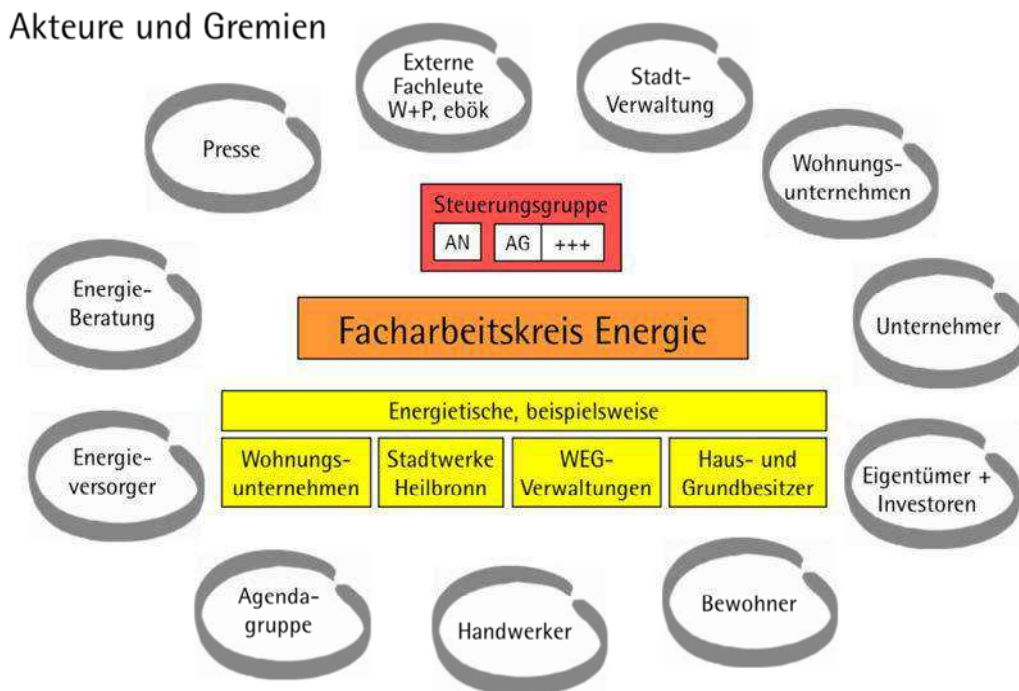 Akteure und Gremien
Externe
Fachleute
W+P, ebök
Stadt-
Verwaltung
Presse
Wohnungs-
unternehmen
Steuerungsgruppe
AN AG +++
Energie-
Beratung
Facharbeitskreis Energie
Unternehmer
Energietische, beispielsweise
Wohnungs-
unternehmen
Stadtwerke
Heilbronn
WEG-
Verwaltungen
Haus- und
Grundbesitzer
Energie-
versorger
Eigentümer +
Investoren
Agenda-
gruppe
Handwerker
Bewohner